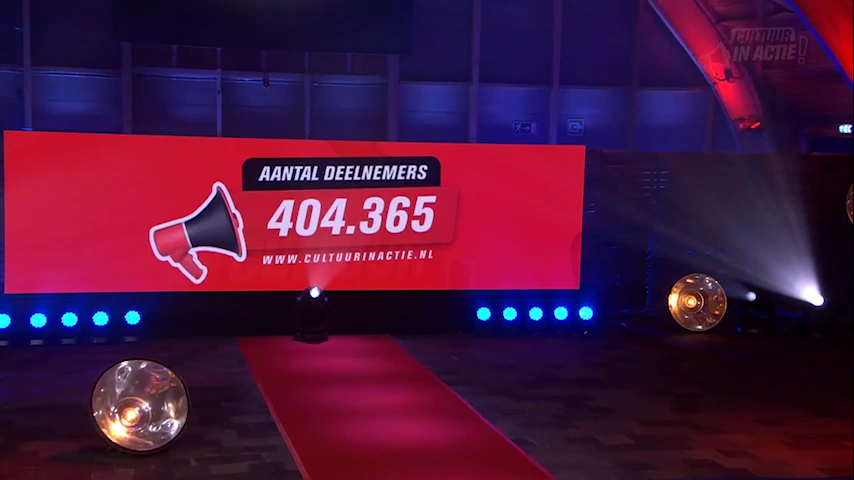 CULTUUR
IN ACTIE!
AANTAL DEELNEMERS
404.365
WWW.CULTUURINACTIE.NL